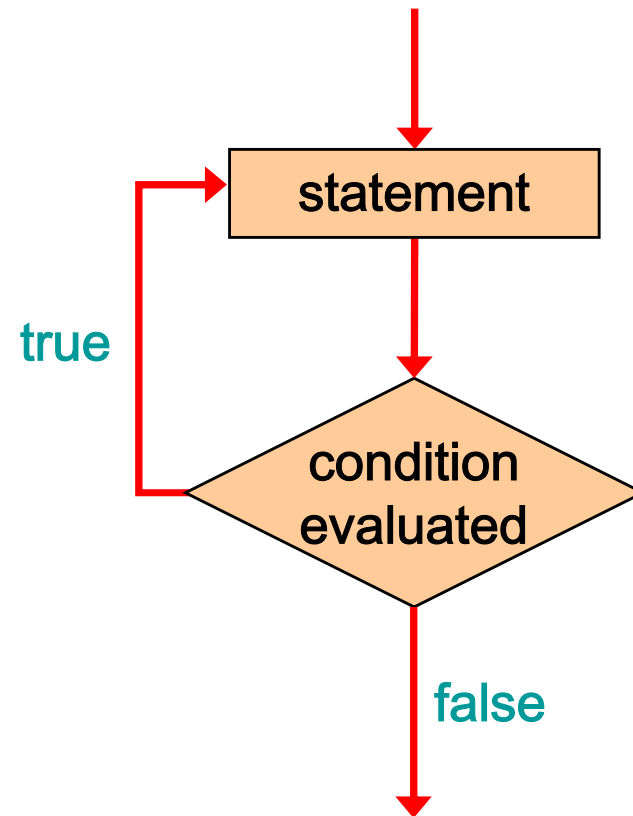 statement
true
condition
evaluated
false